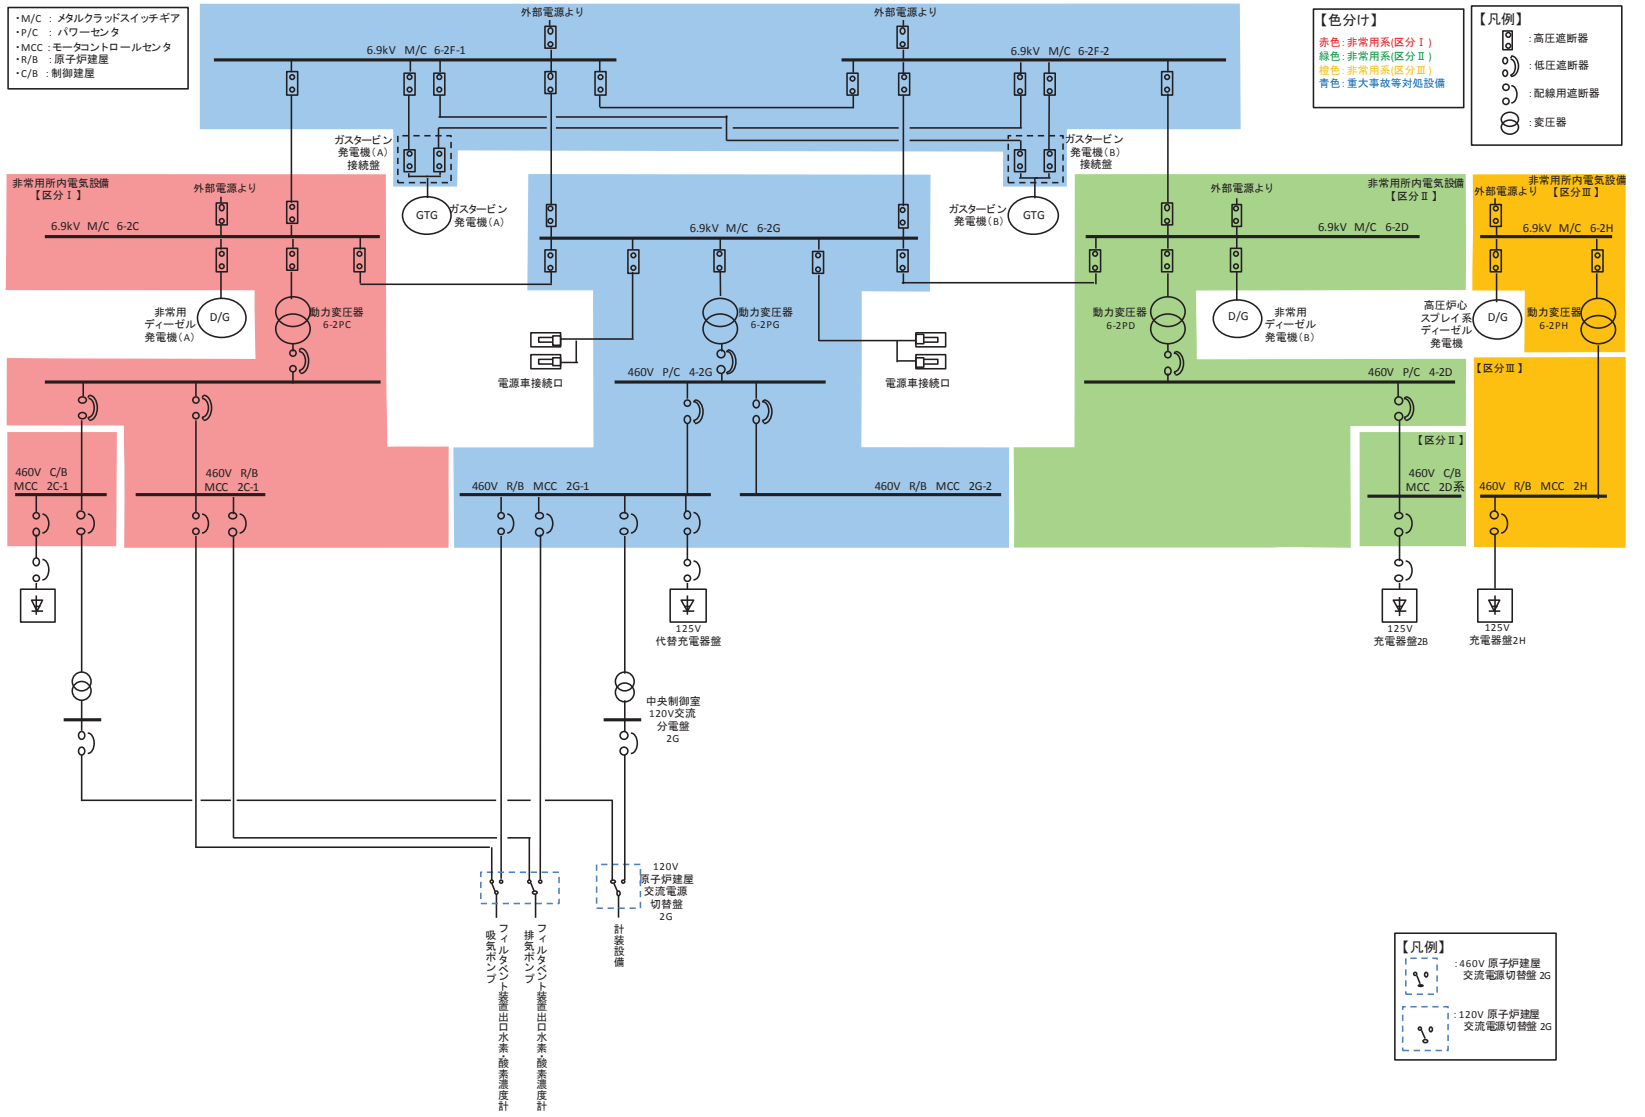 ・M/C ：メタルクラッドスイッチギア
・P/C ：パワーセンタ
・MCC：モータコントロールセンタ
・R/B ：原子炉建屋
・C/B ：制御建屋
外部電源より
外部電源より
6.9kV M/C 6-2F-1
6.9kV M/C 6-2F-2
【色分け】
赤色：非常用系(区分Ⅰ)
緑色：非常用系(区分Ⅱ)
橙色：非常用系(区分Ⅲ)
青色：重大事故等対処設備
【凡例】
：高圧遮断器
：低圧遮断器
：配線用遮断器
：変圧器
ガスタービン
発電機(A)
接続盤
ガスタービン
発電機(B)
接続盤
非常用所内電気設備
【区分Ⅰ】
外部電源より
6.9kV M/C 6-2C
GTG
ガスタービン
発電機(A)
6.9kV M/C 6-2G
ガスタービン
発電機(B)
GTG
外部電源より
非常用所内電気設備
【区分Ⅱ】
6.9kV M/C 6-2D
非常用所内電気設備
外部電源より
【区分Ⅲ】
6.9kV M/C 6-2H
非常用
ディーゼル
発電機(A)
D/G
動力変圧器
6-2PC
動力変圧器
6-2PG
動力変圧器
6-2PD
D/G
非常用
ディーゼル
発電機(B)
高圧炉心
スプレイ系
ディーゼル
発電機
D/G
動力変圧器
6-2PH
電源車接続口
460V P/C 4-2G
電源車接続口
460V P/C 4-2D
【区分Ⅲ】
【区分Ⅱ】
460V C/B
MCC 2C-1
460V R/B
MCC 2C-1
460V R/B MCC 2G-1
460V R/B MCC 2G-2
460V C/B
MCC 2D系
460V R/B MCC 2H
125V
代替充電器盤
125V
充電器盤2B
125V
充電器盤2H
中央制御室
120V交流
分電盤
2G
120V
原子炉建屋
交流電源
切替盤
2G
フィルタベント装置出口水素・酸素濃度計
吸気ポンプ
フィルタベント装置出口水素・酸素濃度計
排気ポンプ
計装設備
【凡例】
：460V 原子炉建屋
交流電源切替盤 2G
：120V 原子炉建屋
交流電源切替盤 2G